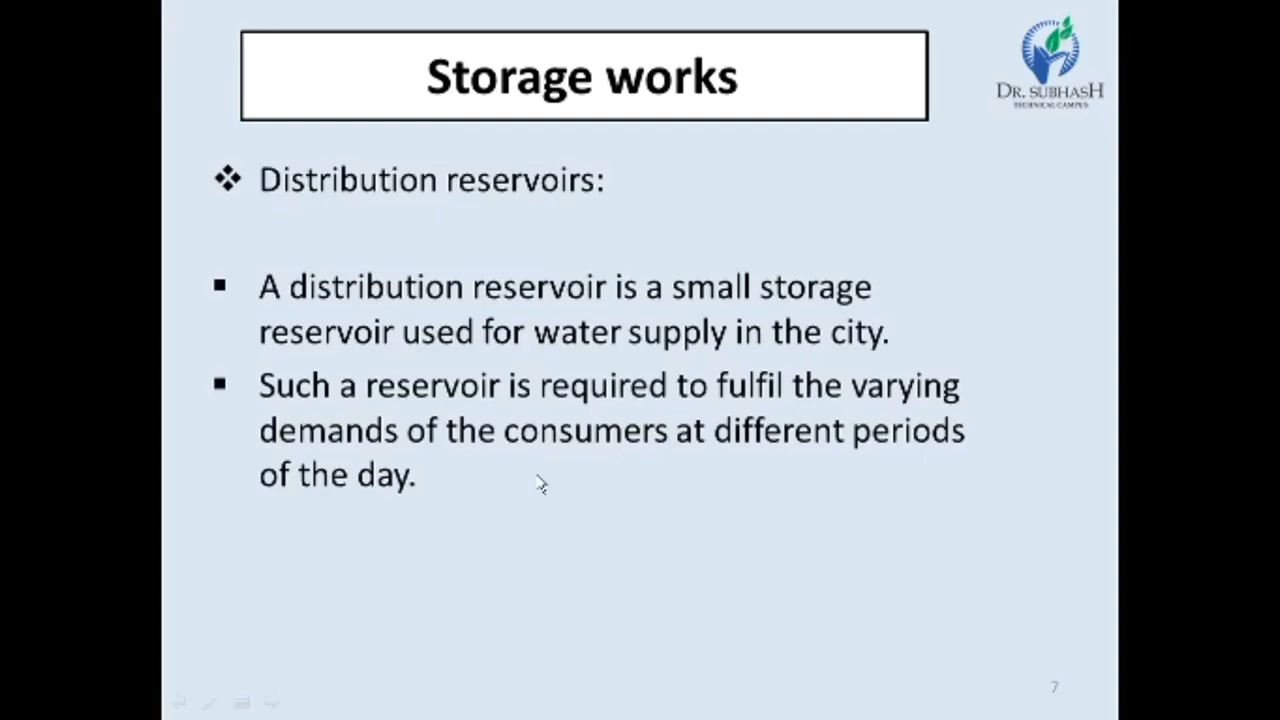 Storage works
DR. SUBHASH
TECHNICAL CAMPUS
❖ Distribution reservoirs:
▪ A distribution reservoir is a small storage
reservoir used for water supply in the city.
▪ Such a reservoir is required to fulfil the varying
demands of the consumers at different periods
of the day.
7